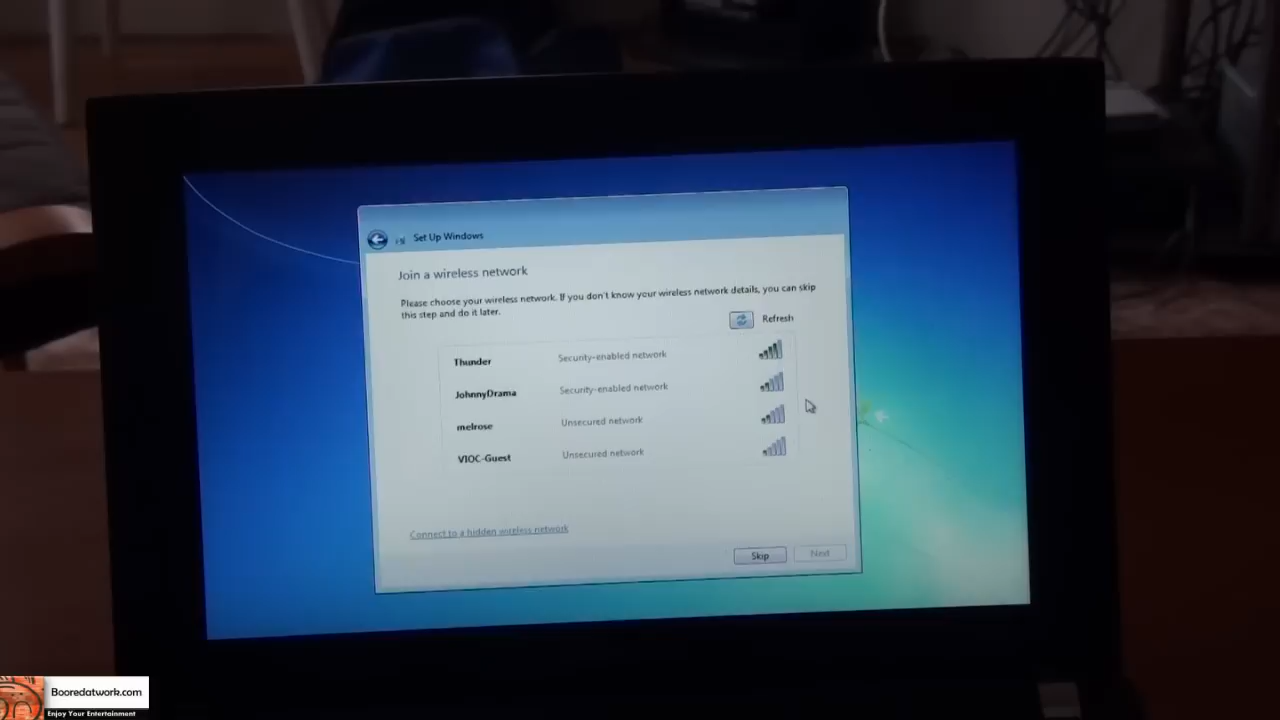 Set Up Windows
Join a wireless network
Please choose your wireless network. If you don't know your wireless network details, you can skip
this step and do it later.
Refresh
Thunder Security-enabled network
JohnnyDrama Security-enabled network
melrose Unsecured network
VIOC-Guest Unsecured network
Connect to a hidden wireless network
Skip Next
Booredatwork.com
Enjoy Your Entertainment